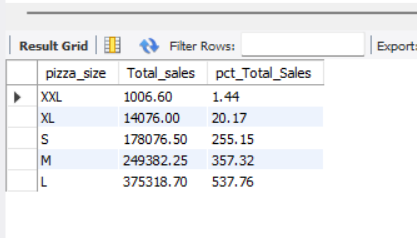 Result Grid Filter Rows: Export:
pizza_size Total_sales pct_Total_Sales
XXL 1006.60 1.44
XL 14076.00 20.17
S 178076.50 255.15
M 249382.25 357.32
L 375318.70 537.76